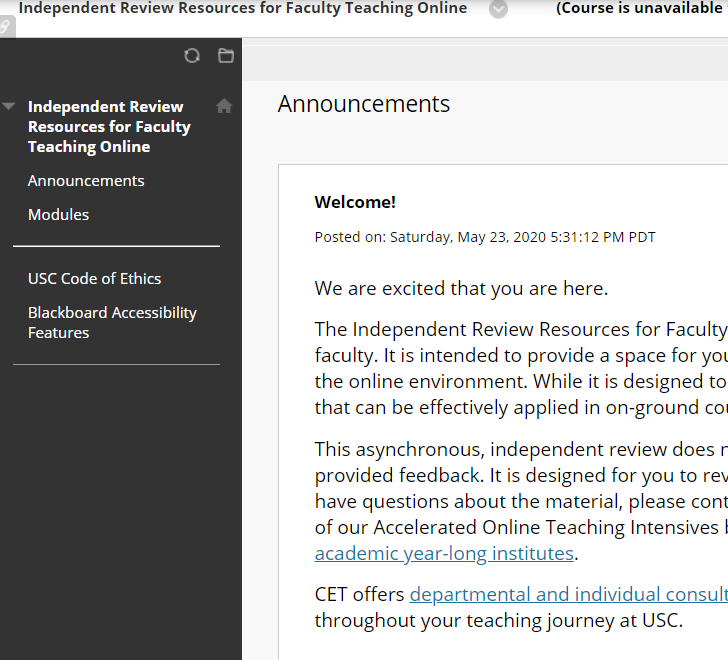 Independent Review Resources for Faculty Teaching Online
(Course is unavailable
Independent Review
Resources for Faculty
Teaching Online
Announcements
Modules
USC Code of Ethics
Blackboard Accessibility
Features
Announcements
Welcome!
Posted on: Saturday, May 23, 2020 5:31:12 PM PDT
We are excited that you are here.
The Independent Review Resources for Faculty
faculty. It is intended to provide a space for you
the online environment. While it is designed to
that can be effectively applied in on-ground cou
This asynchronous, independent review does n
provided feedback. It is designed for you to rev
have questions about the material, please cont
of our Accelerated Online Teaching Intensives b
academic year-long institutes.
CET offers departmental and individual consult
throughout your teaching journey at USC.